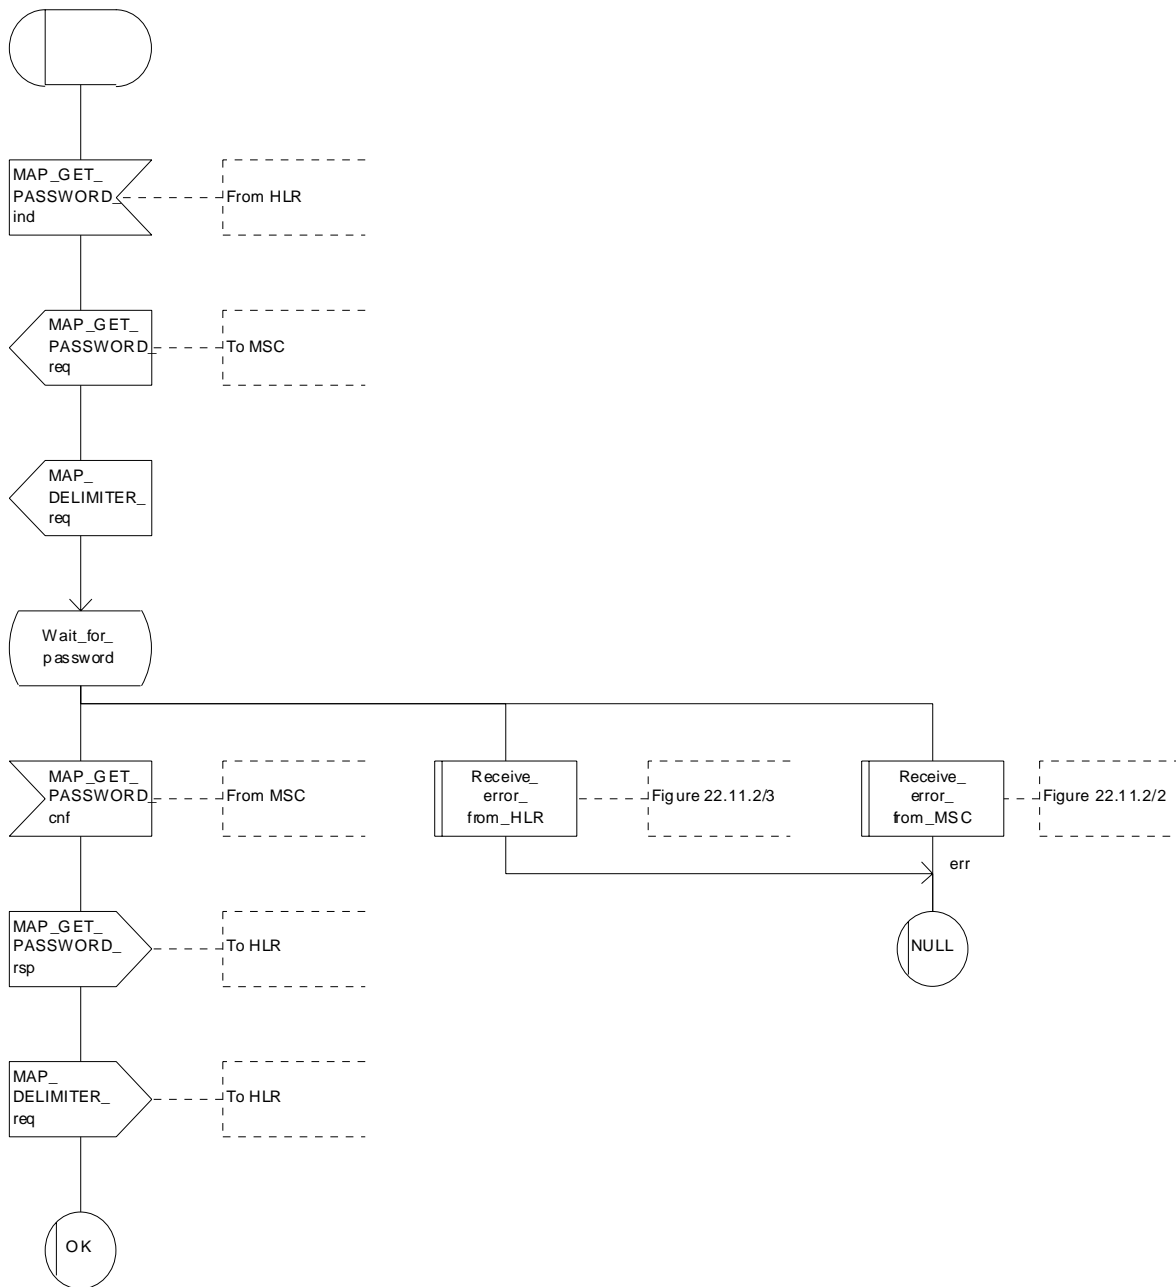 MAP_GET_
PASSWORD_
ind
From HLR
MAP_GET_
PASSWORD_
req
To MSC
MAP_
DELIMITER_
req
Wait_for_
password
MAP_GET_
PASSWORD_
cnf
From MSC
Receive_
error_
from_HLR
Figure 22.11.2/3
Receive_
error_
from_MSC
Figure 22.11.2/2
err
MAP_GET_
PASSWORD_
rsp
To HLR
NULL
MAP_
DELIMITER_
req
To HLR
OK